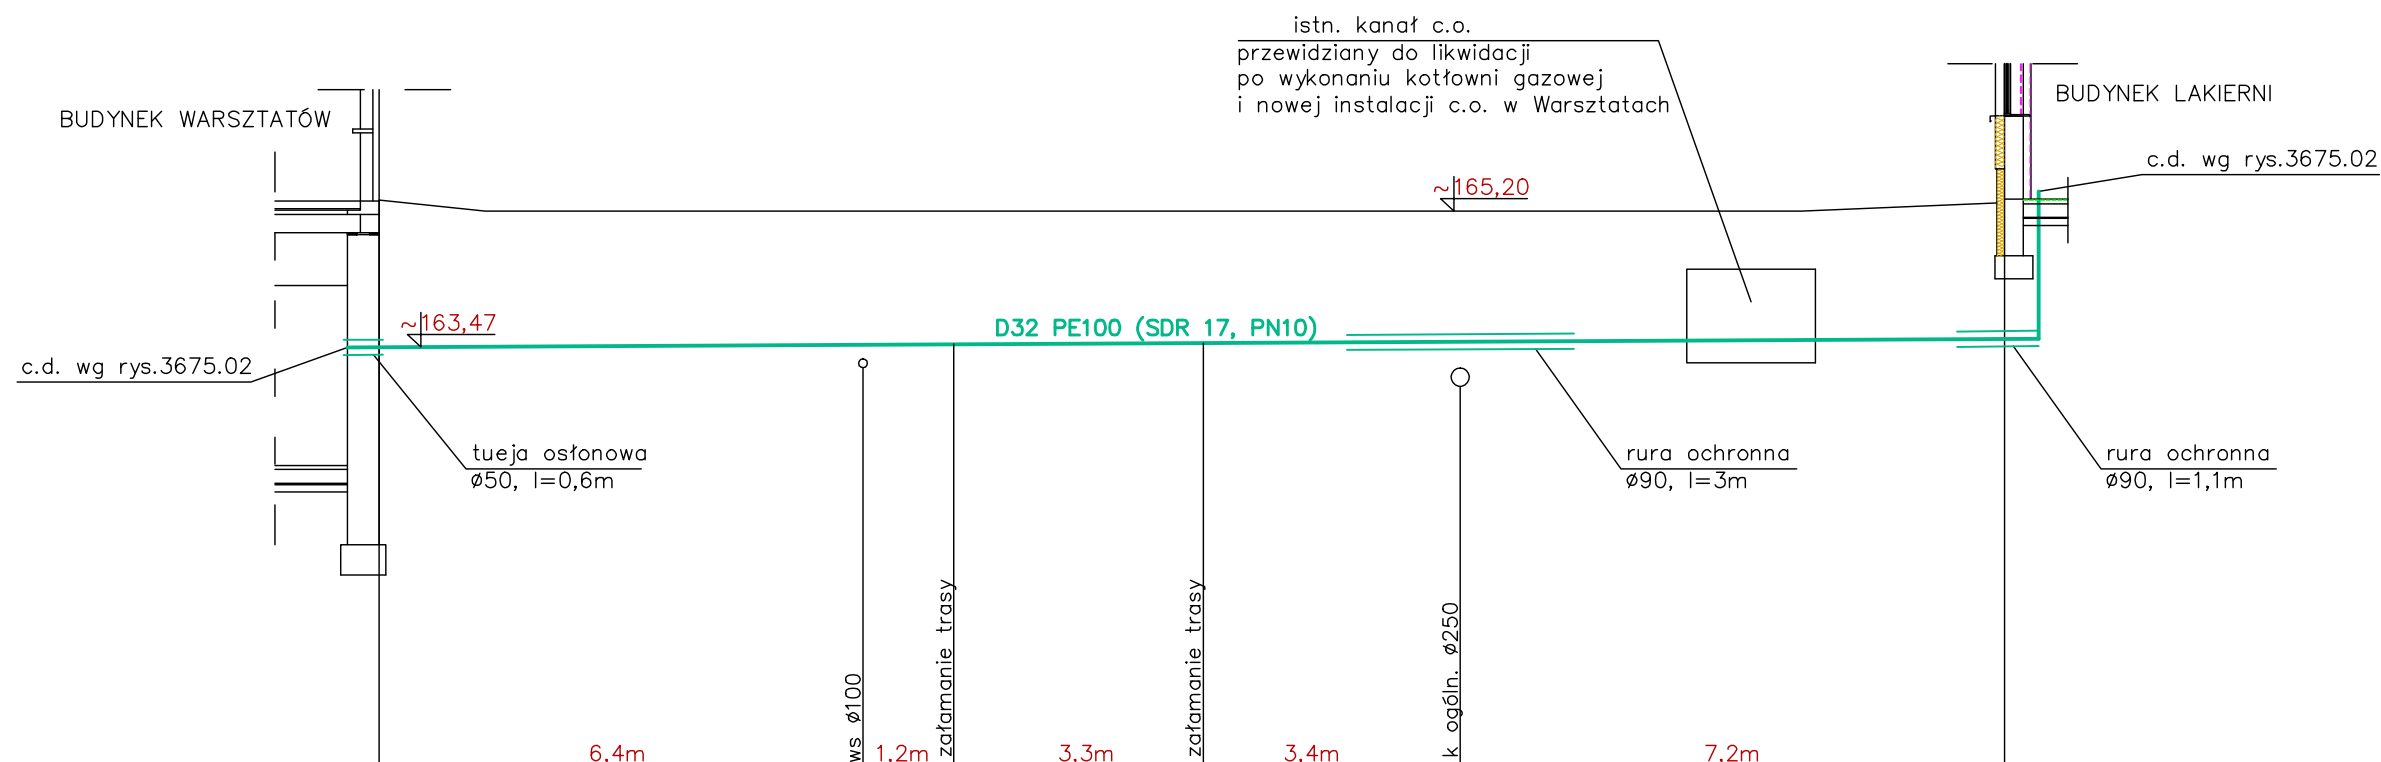 istn. kanał c.o.
przewidziany do likwidacji
po wykonaniu kotłowni gazowej
i nowej instalacji c.o. w Warsztatach
BUDYNEK WARSZTATÓW
BUDYNEK LAKIERNI
c.d. wg rys.3675.02
~165,20
~163,47
D32 PE100 (SDR 17, PN10)
c.d. wg rys.3675.02
tueja osłonowa
ø50, l=0,6m
rura ochronna
ø90, l=3m
rura ochronna
ø90, l=1,1m
ws ø100
załamanie trasy
załamanie trasy
k ogóln. ø250
6.4m
1.2m
3.3m
3.4m
7.2m